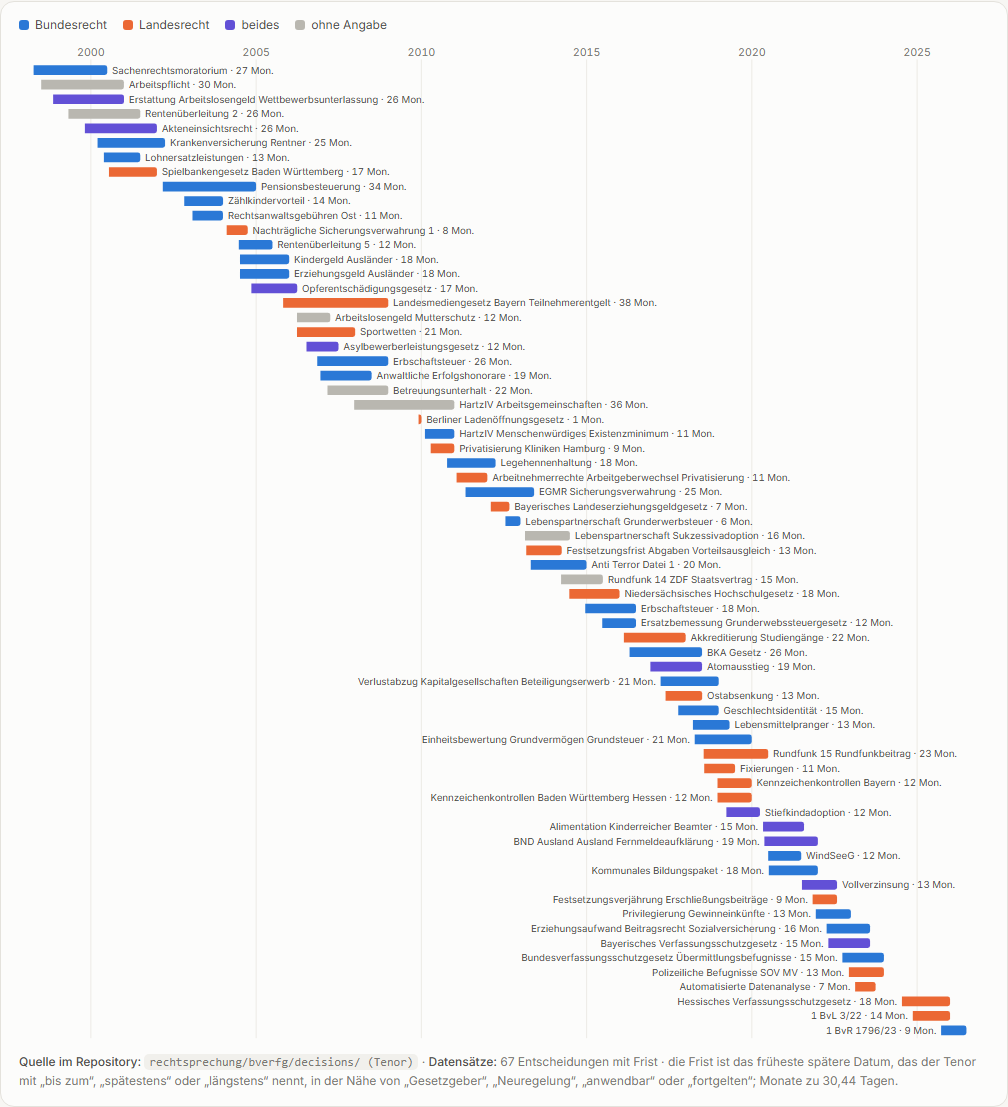 Bundesrecht Landesrecht beides ohne Angabe
2000 2005 2010 2015 2020 2025
Sachenrechtsmoratorium · 27 Mon.
Arbeitspflicht · 30 Mon.
Erstattung Arbeitslosengeld Wettbewerbsunterlassung · 26 Mon.
Rentenüberleitung 2 · 26 Mon.
Akteneinsichtsrecht · 26 Mon.
Krankenversicherung Rentner · 25 Mon.
Lohnersatzleistungen · 13 Mon.
Spielbankengesetz Baden Württemberg · 17 Mon.
Pensionsbesteuerung · 34 Mon.
Zählkindervorteil · 14 Mon.
Rechtsanwaltsgebühren Ost · 11 Mon.
Nachträgliche Sicherungsverwahrung 1 · 8 Mon.
Rentenüberleitung 5 · 12 Mon.
Kindergeld Ausländer · 18 Mon.
Erziehungsgeld Ausländer · 18 Mon.
Opferentschädigungsgesetz · 17 Mon.
Landesmediengesetz Bayern Teilnehmerentgelt · 38 Mon.
Arbeitslosengeld Mutterschutz · 12 Mon.
Sportwetten · 21 Mon.
Asylbewerberleistungsgesetz · 12 Mon.
Erbschaftsteuer · 26 Mon.
Anwaltliche Erfolgshonorare · 19 Mon.
Betreuungsunterhalt · 22 Mon.
HartzIV Arbeitsgemeinschaften · 36 Mon.
Berliner Ladenöffnungsgesetz · 1 Mon.
HartzIV Menschenwürdiges Existenzminimum · 11 Mon.
Privatisierung Kliniken Hamburg · 9 Mon.
Legehennenhaltung · 18 Mon.
Arbeitnehmerrechte Arbeitgeberwechsel Privatisierung · 11 Mon.
EGMR Sicherungsverwahrung · 25 Mon.
Bayerisches Landeserziehungsgeldgesetz · 7 Mon.
Lebenspartnerschaft Grunderwerbsteuer · 6 Mon.
Lebenspartnerschaft Sukzessivadoption · 16 Mon.
Festsetzungsfrist Abgaben Vorteilsausgleich · 13 Mon.
Anti Terror Datei 1 · 20 Mon.
Rundfunk 14 ZDF Staatsvertrag · 15 Mon.
Niedersächsisches Hochschulgesetz · 18 Mon.
Erbschaftsteuer · 18 Mon.
Ersatzbemessung Grunderwebssteuergesetz · 12 Mon.
Akkreditierung Studiengänge · 22 Mon.
BKA Gesetz · 26 Mon.
Atomausstieg · 19 Mon.
Verlustabzug Kapitalgesellschaften Beteiligungserwerb · 21 Mon.
Ostabsenkung · 13 Mon.
Geschlechtsidentität · 15 Mon.
Lebensmittelpranger · 13 Mon.
Einheitsbewertung Grundvermögen Grundsteuer · 21 Mon.
Rundfunk 15 Rundfunkbeitrag · 23 Mon.
Fixierungen · 11 Mon.
Kennzeichenkontrollen Bayern · 12 Mon.
Kennzeichenkontrollen Baden Württemberg Hessen · 12 Mon.
Stiefkindadoption · 12 Mon.
Alimentation Kinderreicher Beamter · 15 Mon.
BND Ausland Ausland Fernmeldeaufklärung · 19 Mon.
WindSeeG · 12 Mon.
Kommunales Bildungspaket · 18 Mon.
Vollverzinsung · 13 Mon.
Festsetzungsverjährung Erschließungsbeiträge · 9 Mon.
Privilegierung Gewinneinkünfte · 13 Mon.
Erziehungsaufwand Beitragsrecht Sozialversicherung · 16 Mon.
Bayerisches Verfassungsschutzgesetz · 15 Mon.
Bundesverfassungsschutzgesetz Übermittlungsbefugnisse · 15 Mon.
Polizeiliche Befugnisse SOV MV · 13 Mon.
Automatisierte Datenanalyse · 7 Mon.
Hessisches Verfassungsschutzgesetz · 18 Mon.
1 BvL 3/22 · 14 Mon.
1 BvR 1796/23 · 9 Mon.
Quelle im Repository: rechtsprechung/bverfg/decisions/ (Tenor) · Datensätze: 67 Entscheidungen mit Frist · die Frist ist das früheste spätere Datum, das der Tenor
mit „bis zum“, „spätestens“ oder „längstens“ nennt, in der Nähe von „Gesetzgeber“, „Neuregelung“, „anwendbar“ oder „fortgelten“; Monate zu 30,44 Tagen.